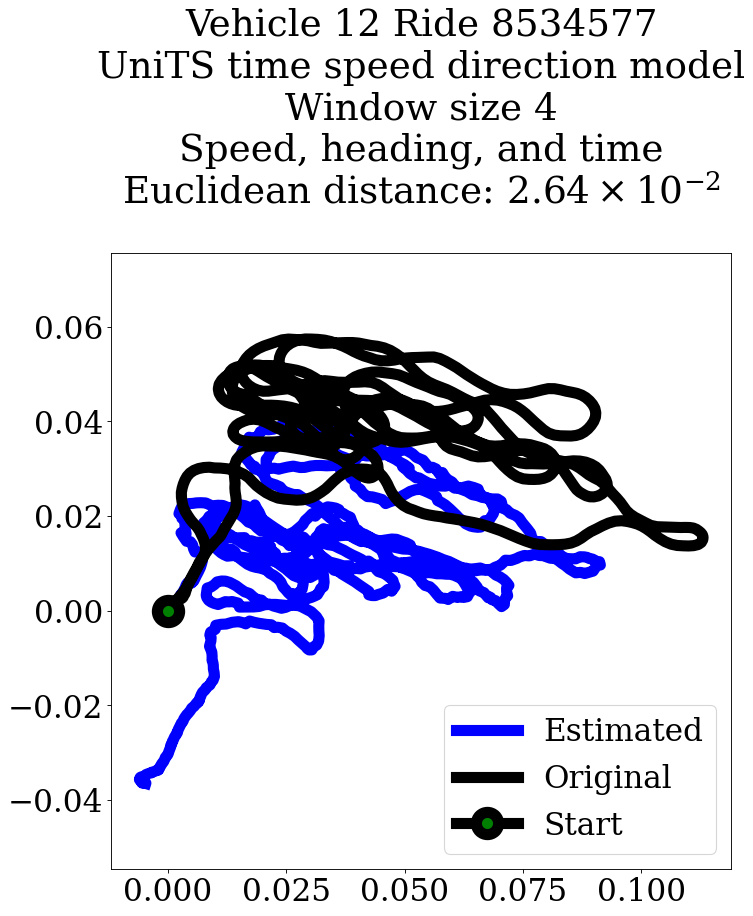 Vehicle 12 Ride 8534577
UniTS time speed direction model
Window size 4
Speed, heading, and time
Euclidean distance: 2.64 × 10⁻²
0.06
0.04
0.02
0.00
−0.02
−0.04
Estimated
Original
Start
0.000 0.025 0.050 0.075 0.100